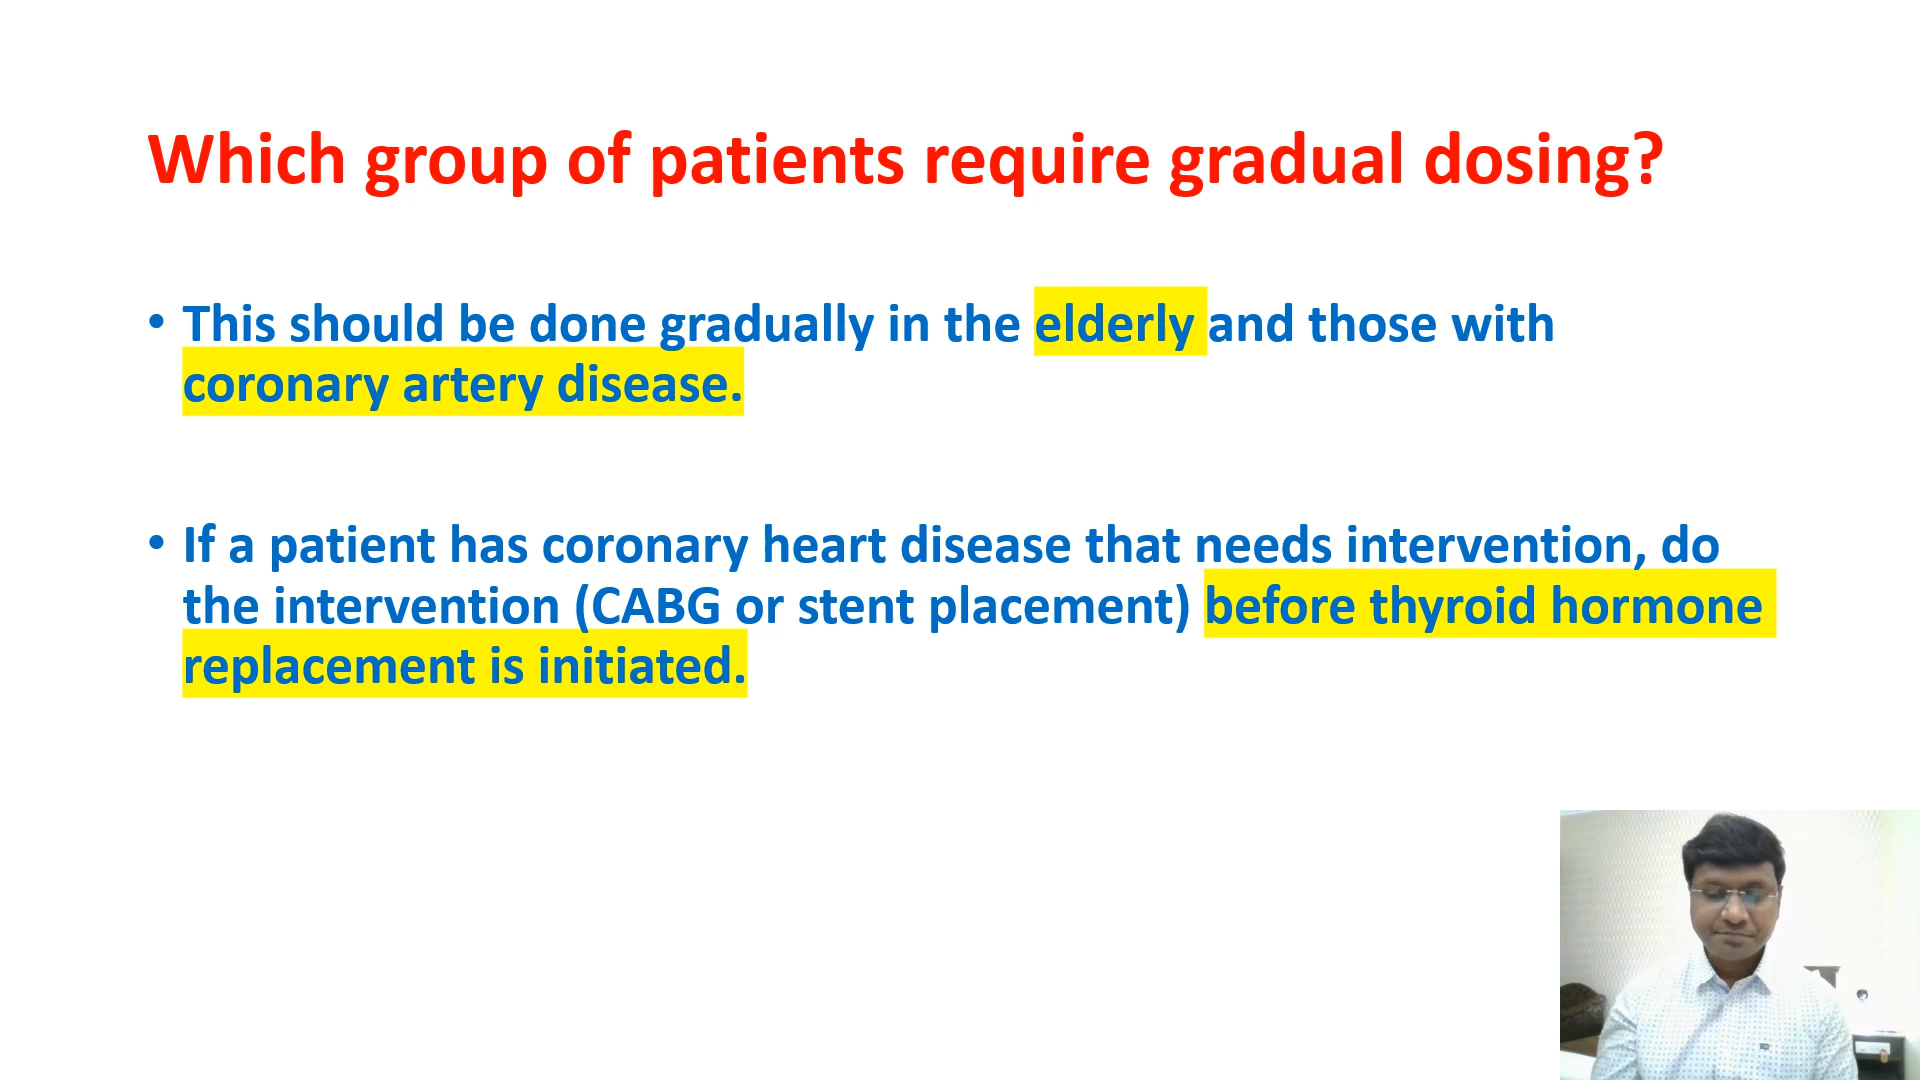 Which group of patients require gradual dosing?
• This should be done gradually in the elderly and those with
coronary artery disease.
• If a patient has coronary heart disease that needs intervention, do
the intervention (CABG or stent placement) before thyroid hormone
replacement is initiated.